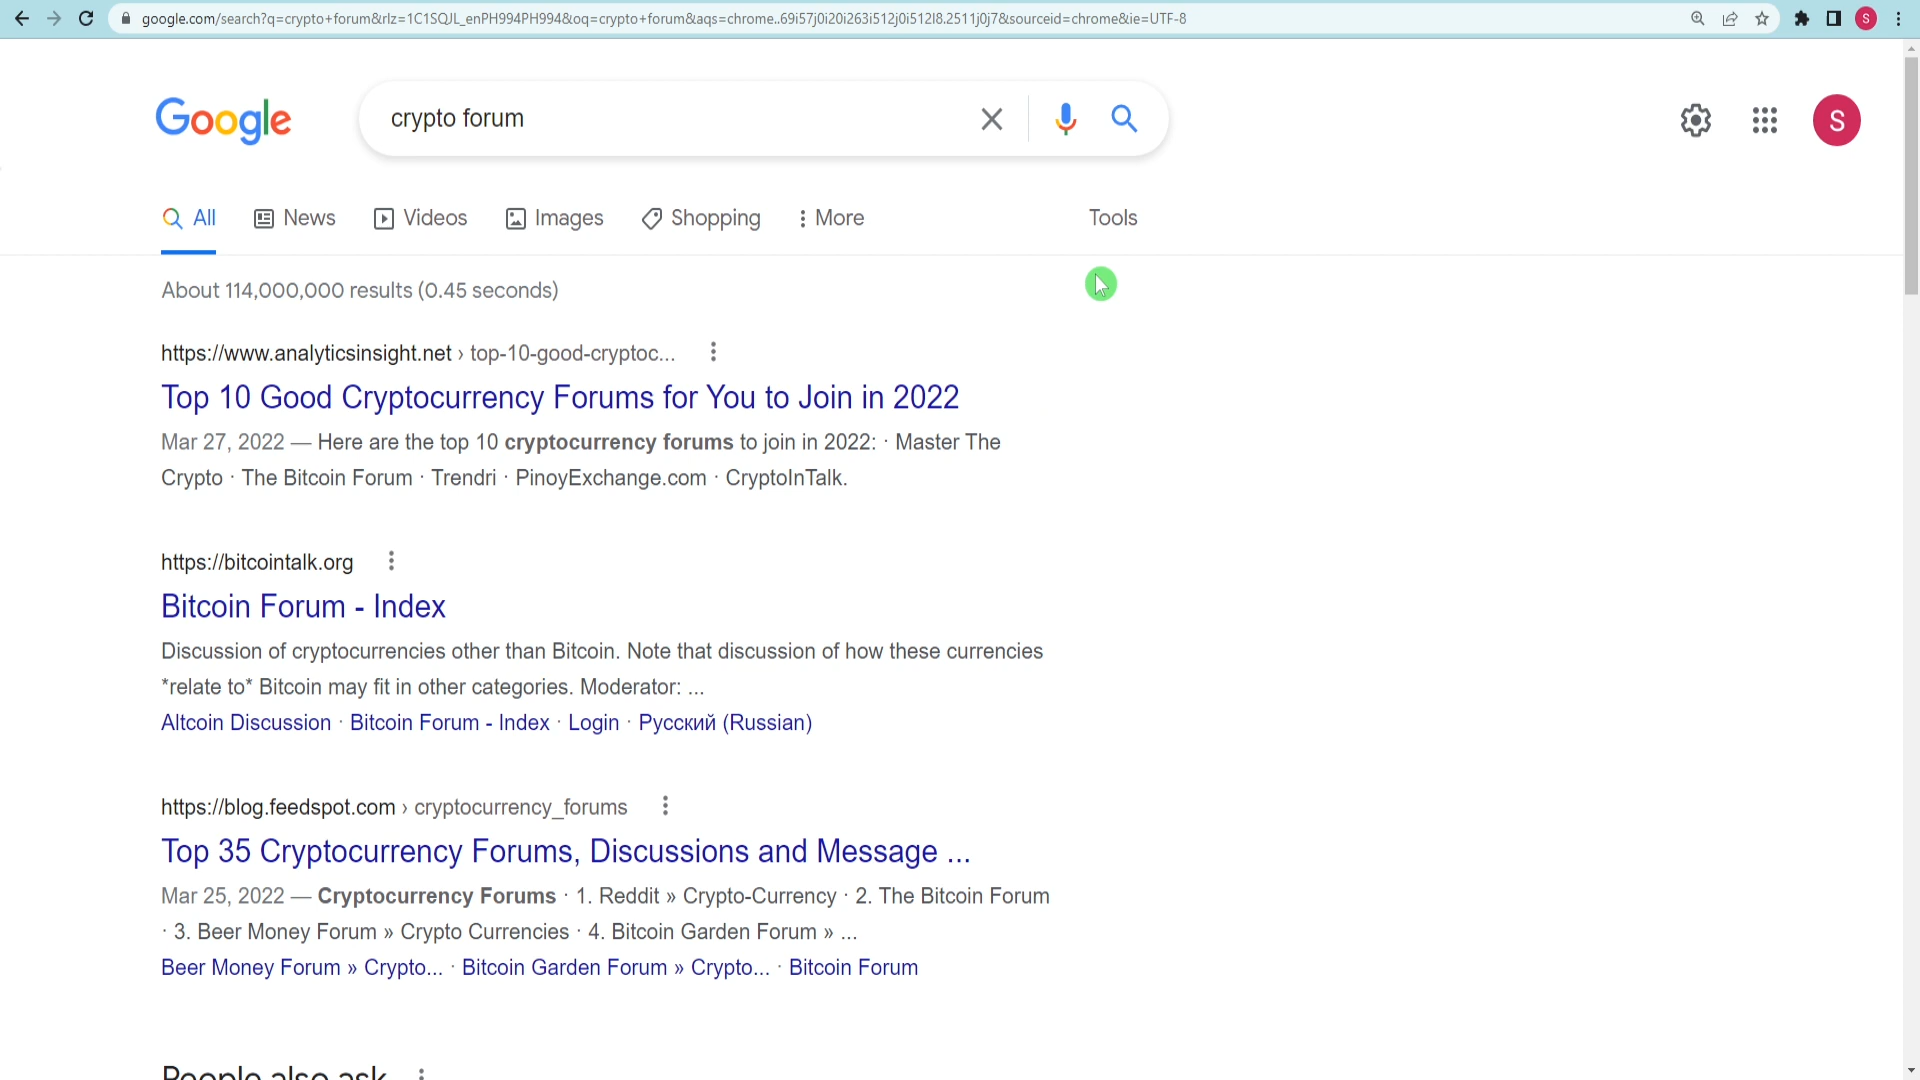 google.com/search?q=crypto+forum&rlz=1C1SQJL_enPH994PH994&oq=crypto+forum&aqs=chrome..69i57j0i20i263i512j0i512l8.2511j0j7&sourceid=chrome&ie=UTF-8
S
Google
crypto forum
S
All
News
Videos
Images
Shopping
More
Tools
About 114,000,000 results (0.45 seconds)
https://www.analyticsinsight.net › top-10-good-cryptoc...
Top 10 Good Cryptocurrency Forums for You to Join in 2022
Mar 27, 2022 — Here are the top 10 cryptocurrency forums to join in 2022: · Master The
Crypto · The Bitcoin Forum · Trendri · PinoyExchange.com · CryptoInTalk.
https://bitcointalk.org
Bitcoin Forum - Index
Discussion of cryptocurrencies other than Bitcoin. Note that discussion of how these currencies
*relate to* Bitcoin may fit in other categories. Moderator: ...
Altcoin Discussion · Bitcoin Forum - Index · Login · Русский (Russian)
https://blog.feedspot.com › cryptocurrency_forums
Top 35 Cryptocurrency Forums, Discussions and Message ...
Mar 25, 2022 — Cryptocurrency Forums · 1. Reddit » Crypto-Currency · 2. The Bitcoin Forum
· 3. Beer Money Forum » Crypto Currencies · 4. Bitcoin Garden Forum » ...
Beer Money Forum » Crypto... · Bitcoin Garden Forum » Crypto... · Bitcoin Forum
People also ask